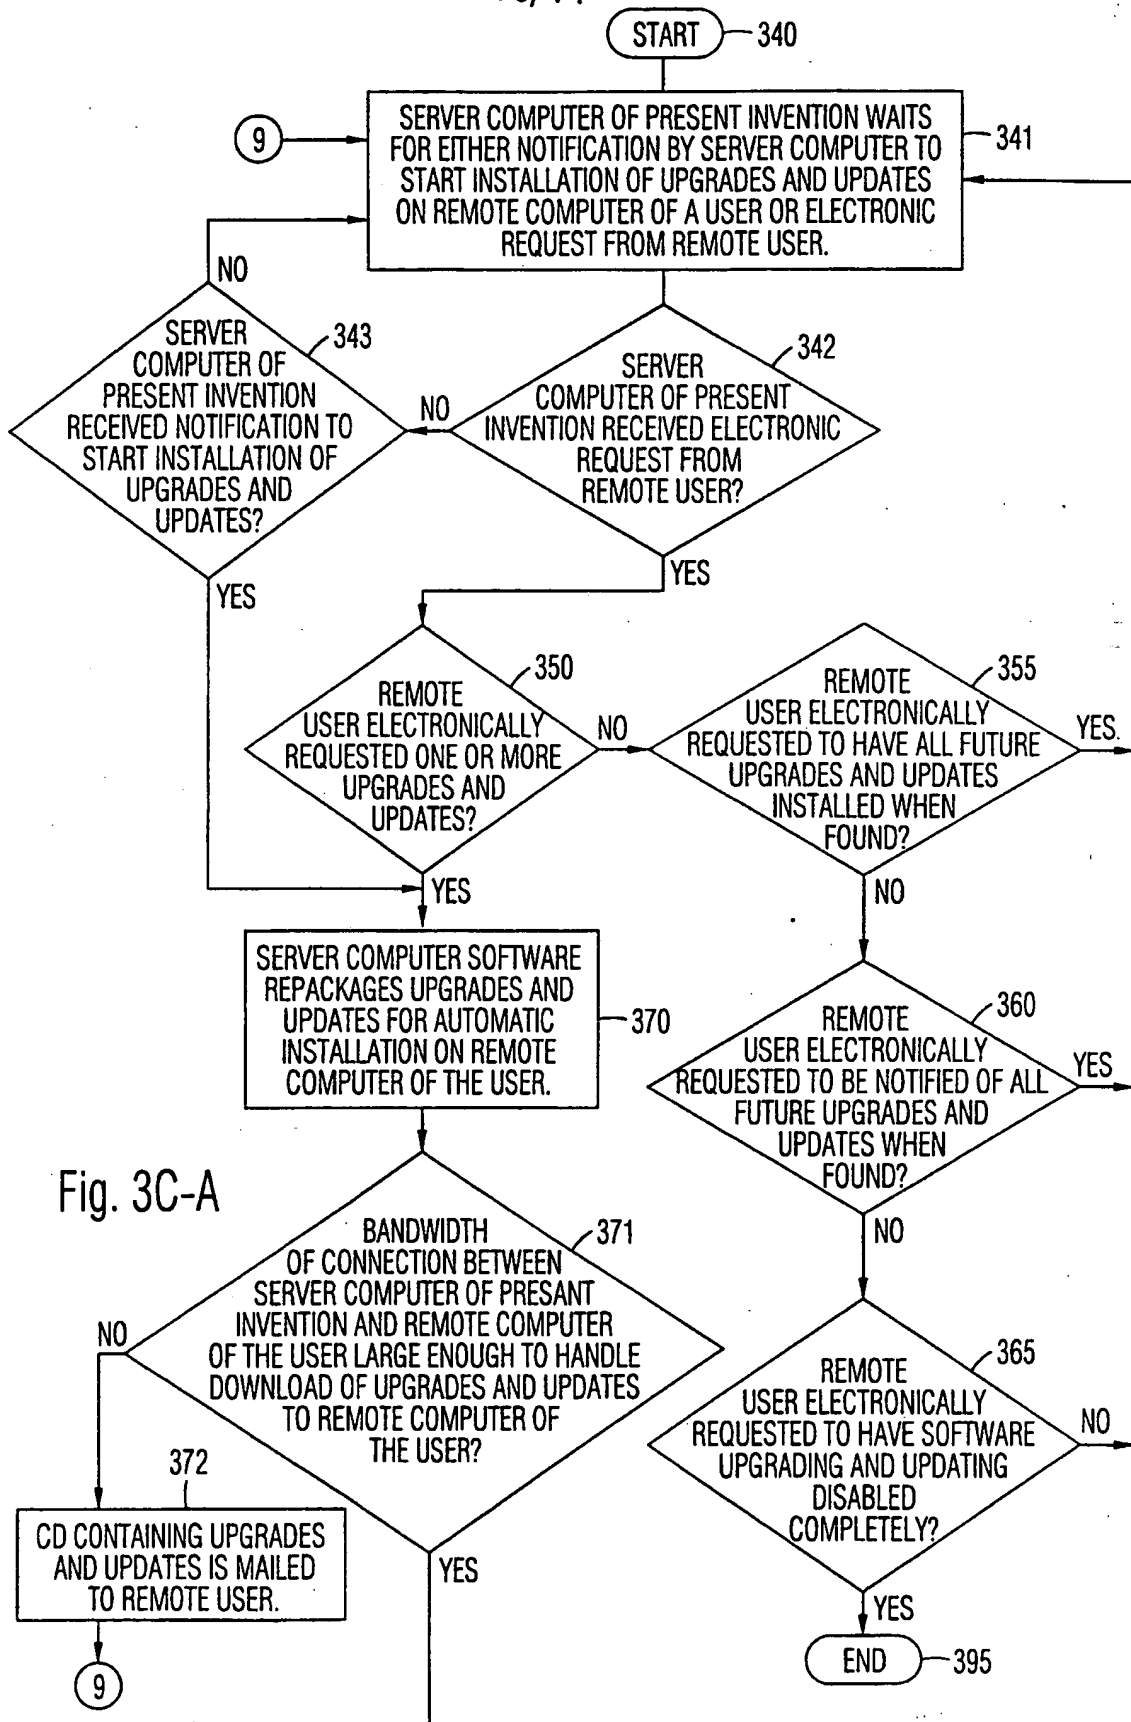 START
340
9
SERVER COMPUTER OF PRESENT INVENTION WAITS
FOR EITHER NOTIFICATION BY SERVER COMPUTER TO
START INSTALLATION OF UPGRADES AND UPDATES
ON REMOTE COMPUTER OF A USER OR ELECTRONIC
REQUEST FROM REMOTE USER.
341
NO
SERVER
COMPUTER OF
PRESENT INVENTION
RECEIVED NOTIFICATION TO
START INSTALLATION OF
UPGRADES AND
UPDATES?
343
YES
NO
SERVER
COMPUTER OF PRESENT
INVENTION RECEIVED ELECTRONIC
REQUEST FROM
REMOTE USER?
342
YES
REMOTE
USER ELECTRONICALLY
REQUESTED ONE OR MORE
UPGRADES AND
UPDATES?
350
NO
YES
REMOTE
USER ELECTRONICALLY
REQUESTED TO HAVE ALL FUTURE
UPGRADES AND UPDATES
INSTALLED WHEN
FOUND?
355
YES.
NO
SERVER COMPUTER SOFTWARE
REPACKAGES UPGRADES AND
UPDATES FOR AUTOMATIC
INSTALLATION ON REMOTE
COMPUTER OF THE USER.
370
REMOTE
USER ELECTRONICALLY
REQUESTED TO BE NOTIFIED OF ALL
FUTURE UPGRADES AND
UPDATES WHEN
FOUND?
360
YES
NO
Fig. 3C-A
BANDWIDTH
OF CONNECTION BETWEEN
SERVER COMPUTER OF PRESANT
INVENTION AND REMOTE COMPUTER
OF THE USER LARGE ENOUGH TO HANDLE
DOWNLOAD OF UPGRADES AND UPDATES
TO REMOTE COMPUTER OF
THE USER?
371
NO
YES
REMOTE
USER ELECTRONICALLY
REQUESTED TO HAVE SOFTWARE
UPGRADING AND UPDATING
DISABLED
COMPLETELY?
365
NO
YES
372
CD CONTAINING UPGRADES
AND UPDATES IS MAILED
TO REMOTE USER.
9
END
395